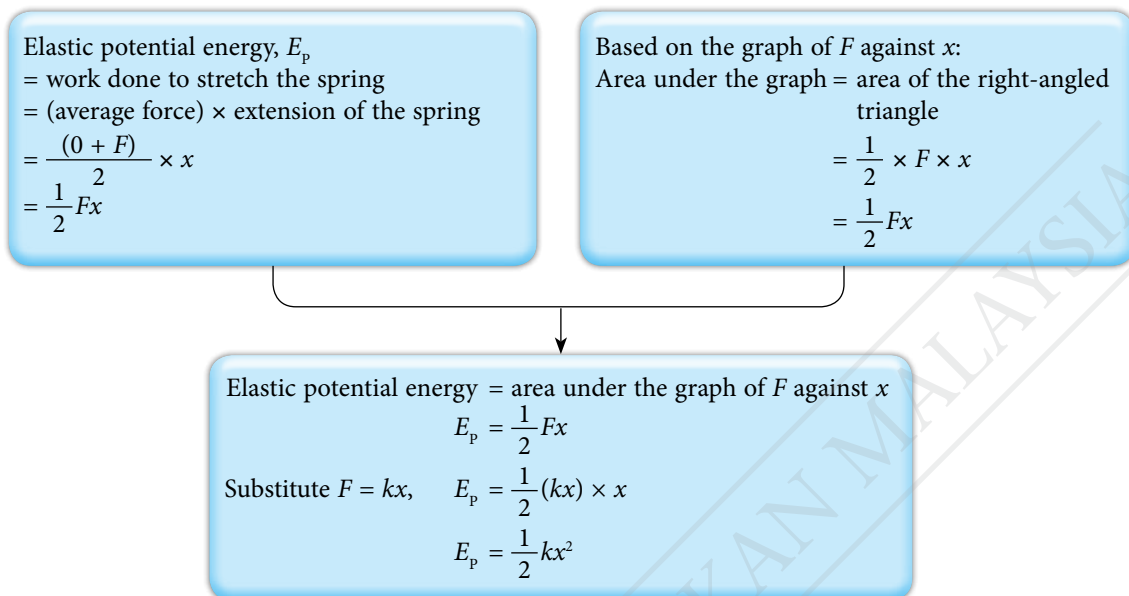 Elastic potential energy, Eₚ
= work done to stretch the spring
= (average force) × extension of the spring
= (0 + F)/2 × x
= 1/2 Fx
Based on the graph of F against x:
Area under the graph = area of the right-angled
triangle
= 1/2 × F × x
= 1/2 Fx
Elastic potential energy = area under the graph of F against x
Eₚ = 1/2 Fx
Substitute F = kx, Eₚ = 1/2 (kx) × x
Eₚ = 1/2 kx²
KAN MALAYSIA